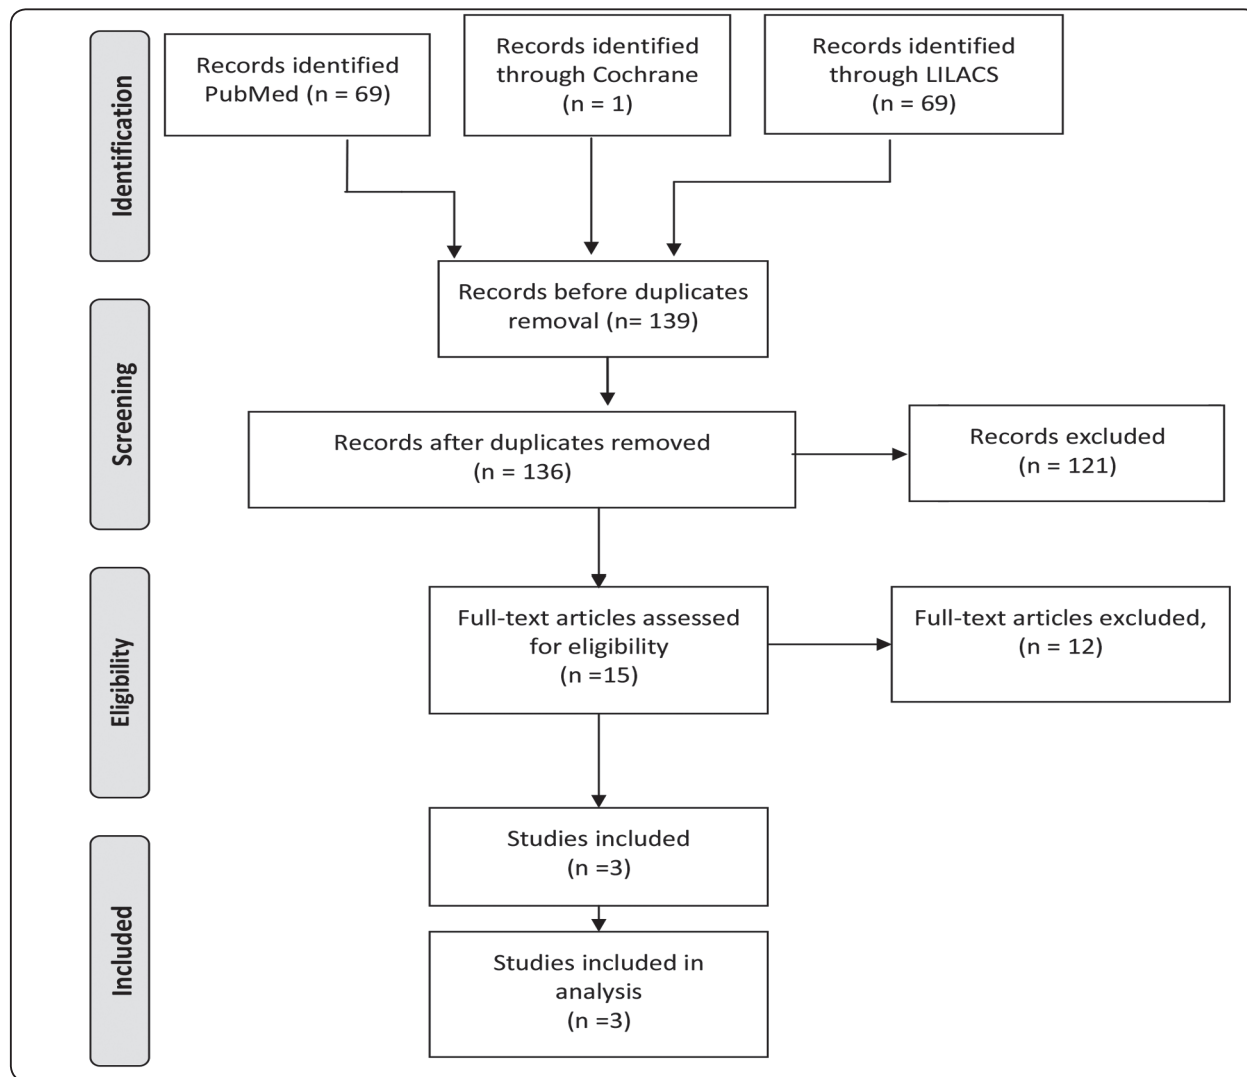 Identification
Records identified
PubMed (n = 69)
Records identified
through Cochrane
(n = 1)
Records identified
through LILACS
(n = 69)
Records before duplicates
removal (n= 139)
Screening
Records after duplicates removed
(n = 136)
Records excluded
(n = 121)
Eligibility
Full-text articles assessed
for eligibility
(n =15)
Full-text articles excluded,
(n = 12)
Included
Studies included
(n =3)
Studies included in
analysis
(n =3)